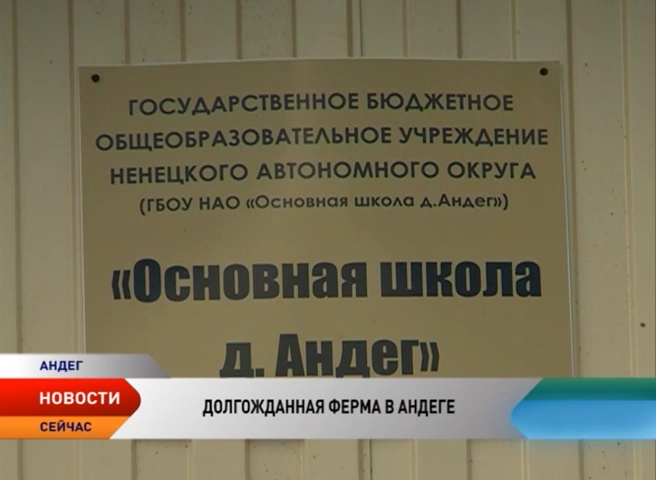 ГОСУДАРСТВЕННОЕ БЮДЖЕТНОЕ
ОБЩЕОБРАЗОВАТЕЛЬНОЕ УЧРЕЖДЕНИЕ
НЕНЕЦКОГО АВТОНОМНОГО ОКРУГА
(ГБОУ НАО «Основная школа д.Андег»)
«Основная школа
д. Андег»
АНДЕГ
НОВОСТИ
СЕЙЧАС
ДОЛГОЖДАННАЯ ФЕРМА В АНДЕГЕ